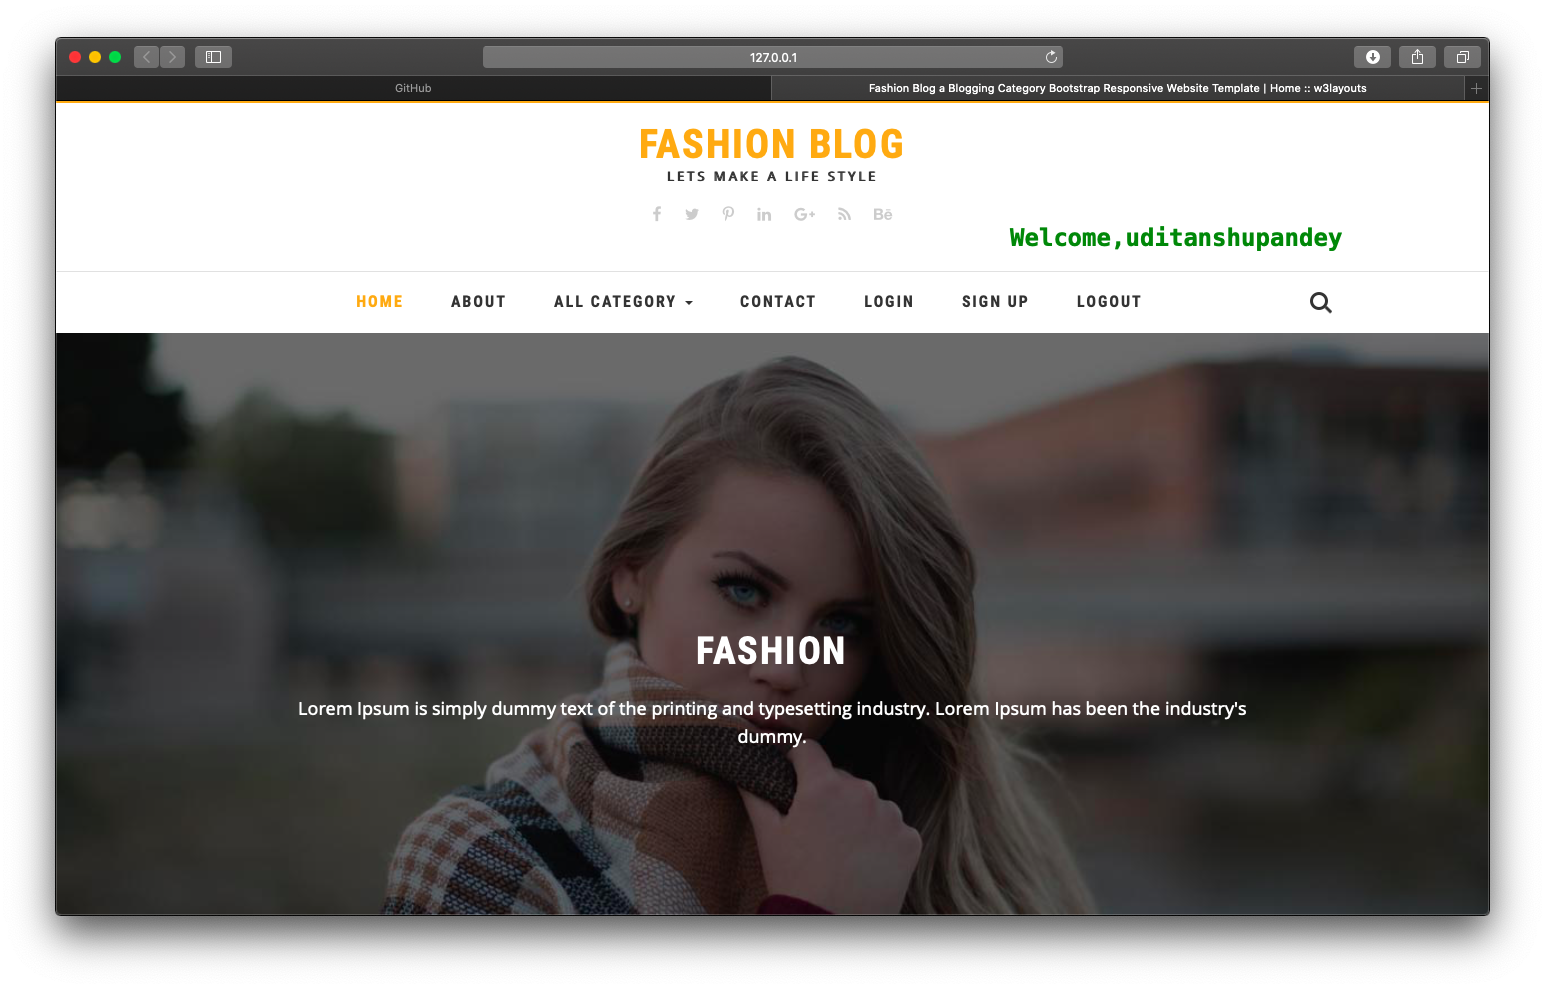 127.0.0.1
GitHub
Fashion Blog a Blogging Category Bootstrap Responsive Website Template | Home :: w3layouts
FASHION BLOG
LETS MAKE A LIFE STYLE
Welcome,uditanshupandey
HOME ABOUT ALL CATEGORY CONTACT LOGIN SIGN UP LOGOUT
FASHION
Lorem Ipsum is simply dummy text of the printing and typesetting industry. Lorem Ipsum has been the industry's
dummy.